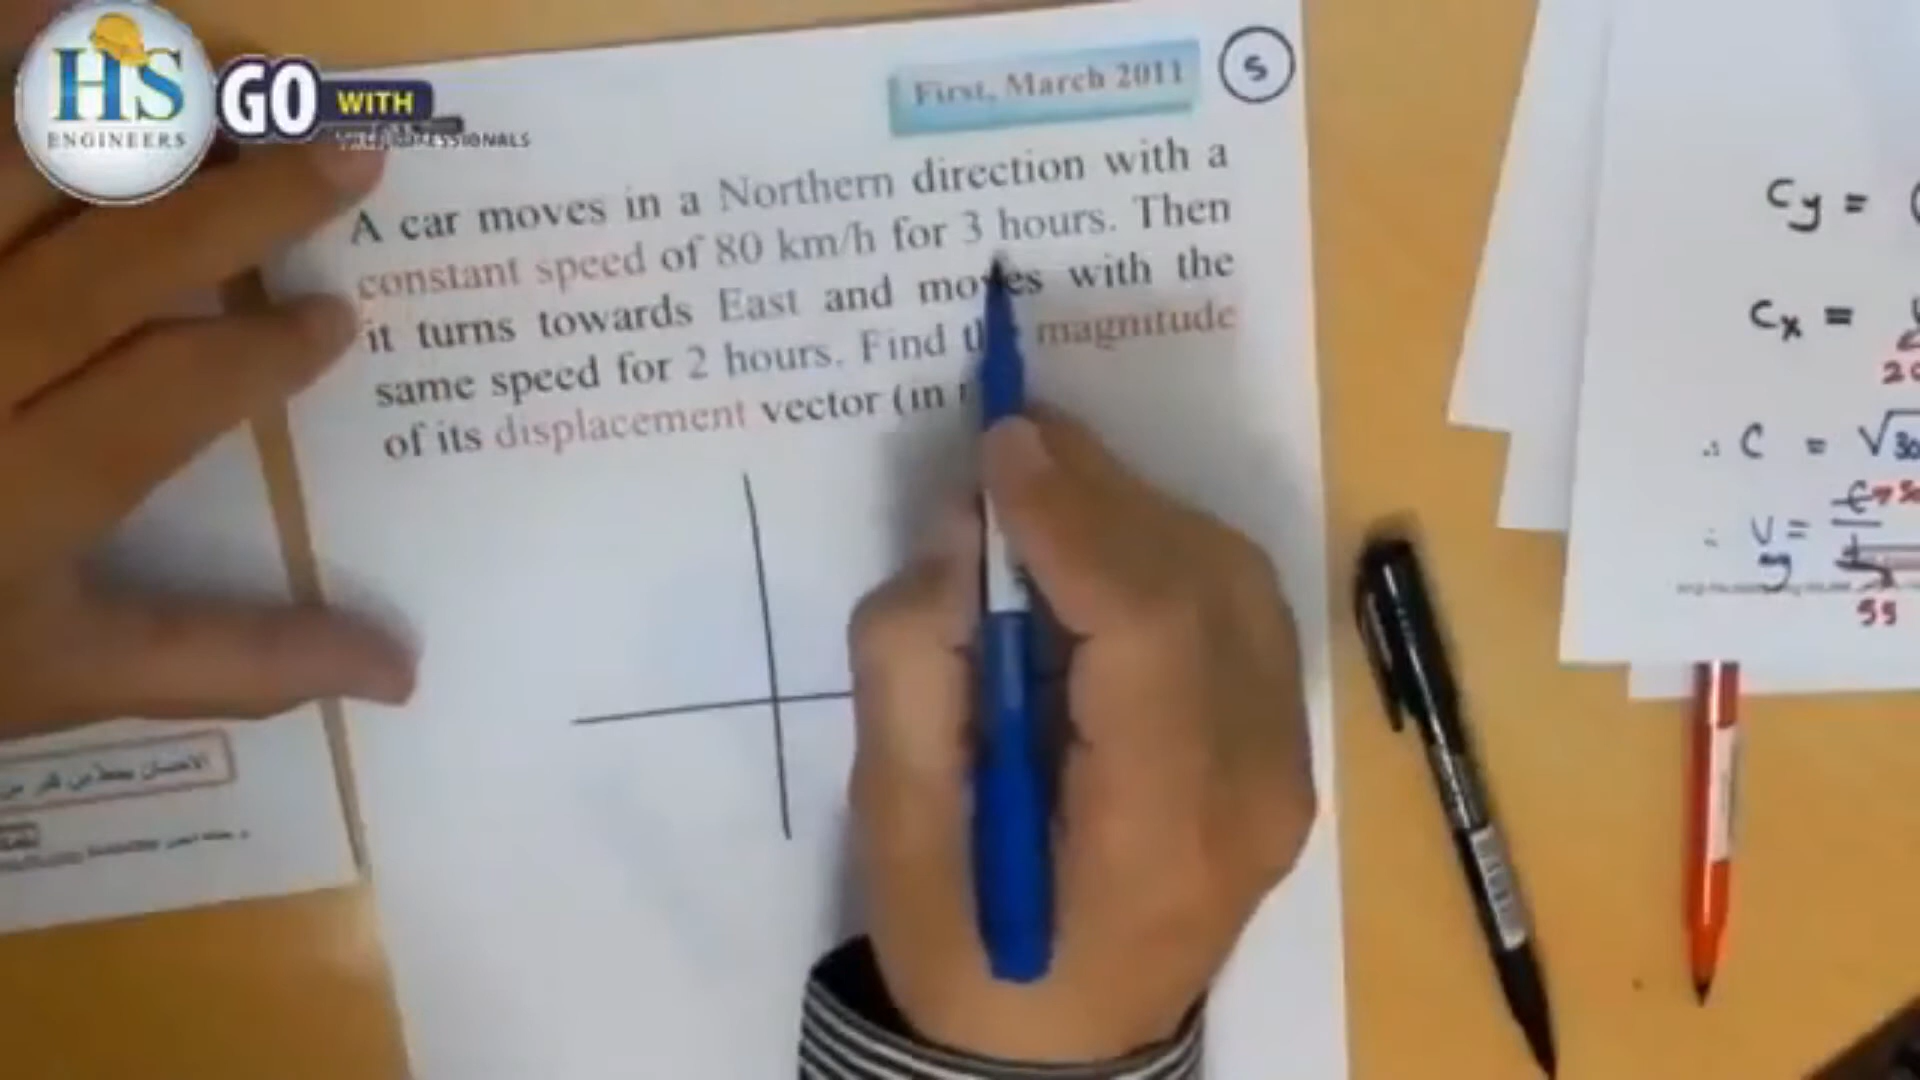 HS
ENGINEERS
GO WITH
First, March 2011
5
A car moves in a Northern direction with a
constant speed of 80 km/h for 3 hours. Then
it turns towards East and moves with the
same speed for 2 hours. Find the magnitude
of its displacement vector (in
Cy =
Cx =
20
∴ C = √30
55